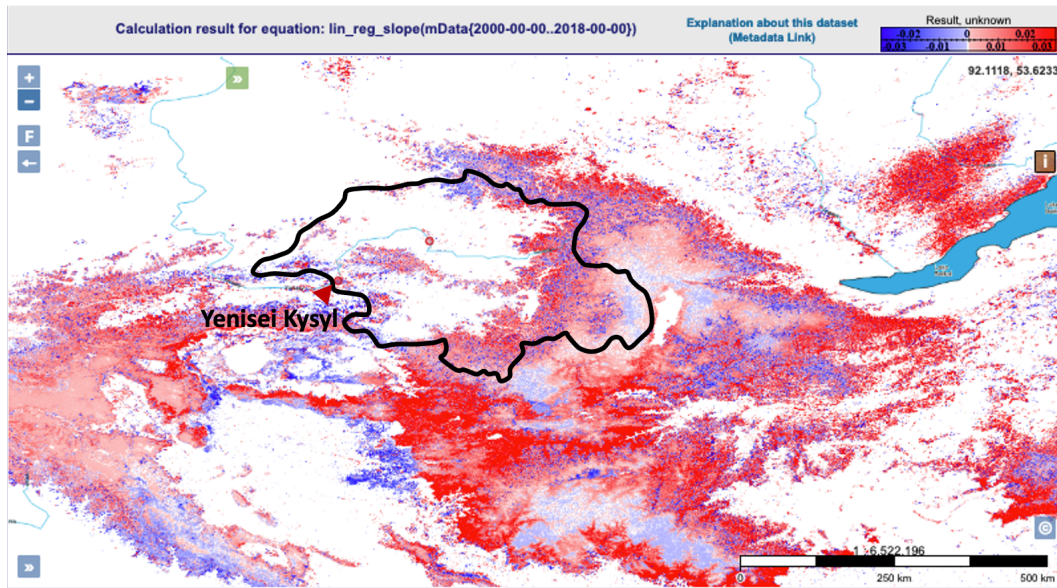 Calculation result for equation: lin_reg_slope(mData{2000-00-00..2018-00-00})
Explanation about this dataset
(Metadata Link)
Result, unknown
-0.02 0 0.02
-0.03 -0.01 0.01 0.03
92.1118, 53.6233
+
»
−
F
←
i
Yenisei Kysyl
©
1 :6,522,196
»
0 250 km 500 km